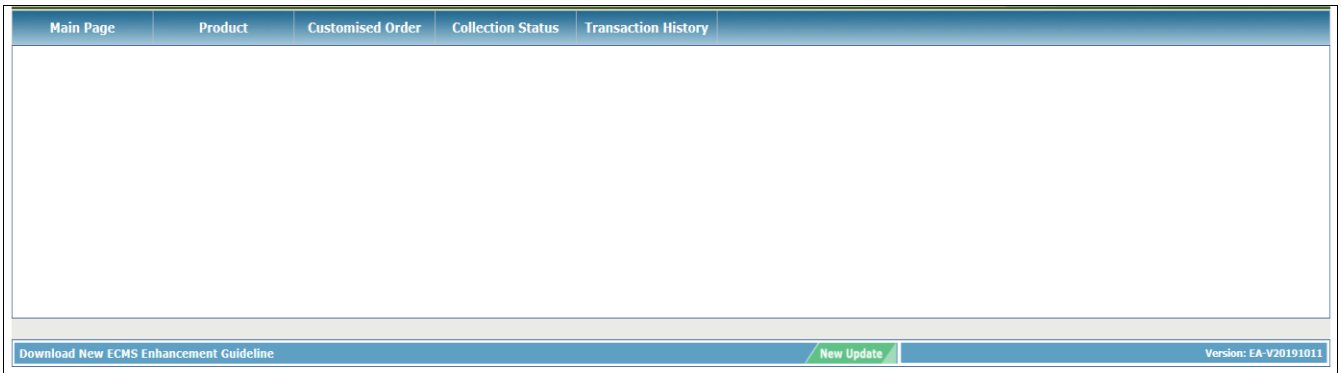 Main Page Product Customised Order Collection Status Transaction History
Download New ECMS Enhancement Guideline New Update Version: EA-V20191011